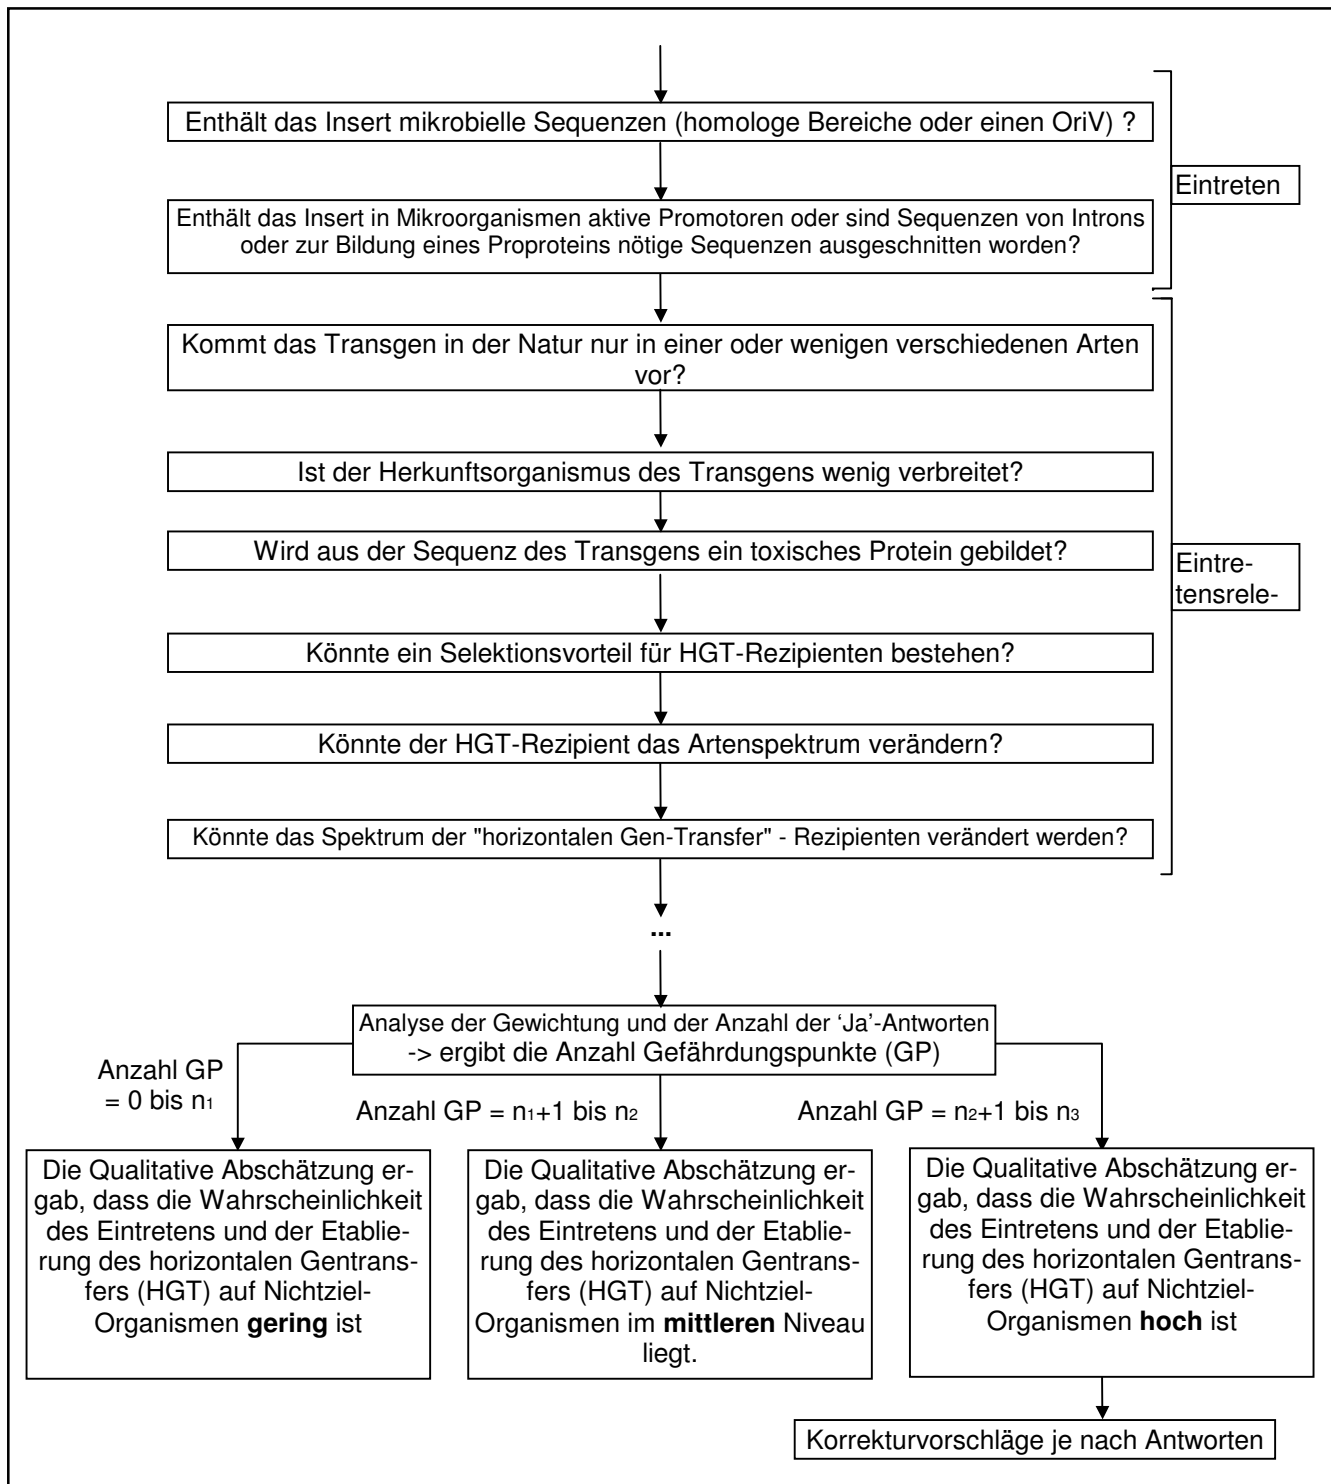 Enthält das Insert mikrobielle Sequenzen (homologe Bereiche oder einen OriV) ?
Eintreten
Enthält das Insert in Mikroorganismen aktive Promotoren oder sind Sequenzen von Introns
oder zur Bildung eines Proproteins nötige Sequenzen ausgeschnitten worden?
Kommt das Transgen in der Natur nur in einer oder wenigen verschiedenen Arten
vor?
Ist der Herkunftsorganismus des Transgens wenig verbreitet?
Wird aus der Sequenz des Transgens ein toxisches Protein gebildet?
Eintre-
tensrele-
Könnte ein Selektionsvorteil für HGT-Rezipienten bestehen?
Könnte der HGT-Rezipient das Artenspektrum verändern?
Könnte das Spektrum der "horizontalen Gen-Transfer" - Rezipienten verändert werden?
...
Analyse der Gewichtung und der Anzahl der ‘Ja’-Antworten
-> ergibt die Anzahl Gefährdungspunkte (GP)
Anzahl GP
= 0 bis n1
Anzahl GP = n1+1 bis n2
Anzahl GP = n2+1 bis n3
Die Qualitative Abschätzung er-
gab, dass die Wahrscheinlichkeit
des Eintretens und der Etablie-
rung des horizontalen Gentrans-
fers (HGT) auf Nichtziel-
Organismen gering ist
Die Qualitative Abschätzung er-
gab, dass die Wahrscheinlichkeit
des Eintretens und der Etablie-
rung des horizontalen Gentrans-
fers (HGT) auf Nichtziel-
Organismen im mittleren Niveau
liegt.
Die Qualitative Abschätzung er-
gab, dass die Wahrscheinlichkeit
des Eintretens und der Etablie-
rung des horizontalen Gentrans-
fers (HGT) auf Nichtziel-
Organismen hoch ist
Korrekturvorschläge je nach Antworten